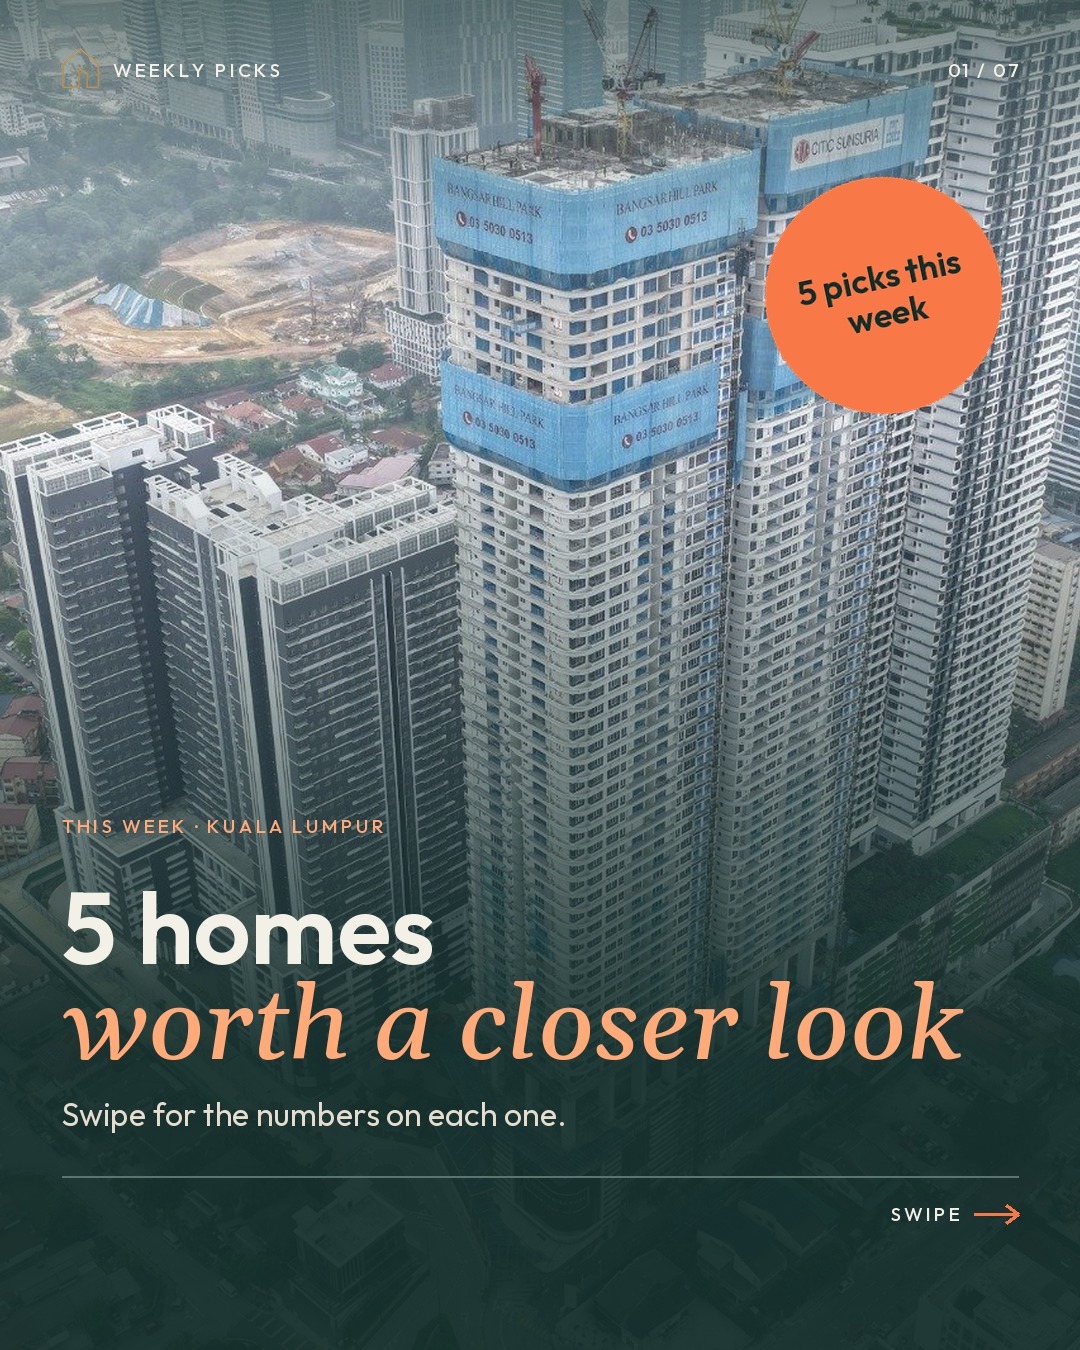 WEEKLY PICKS
01 / 07
CITIC SUNSURIA
BANGSAR HILL PARK
03 5030 0513
BANGSAR HILL PARK
03 5030 0513
5 picks this
week
BANGSAR HILL PARK
03 5030 0513
BANGSAR HILL PARK
03 5030 0513
THIS WEEK · KUALA LUMPUR
5 homes
worth a closer look
Swipe for the numbers on each one.
SWIPE